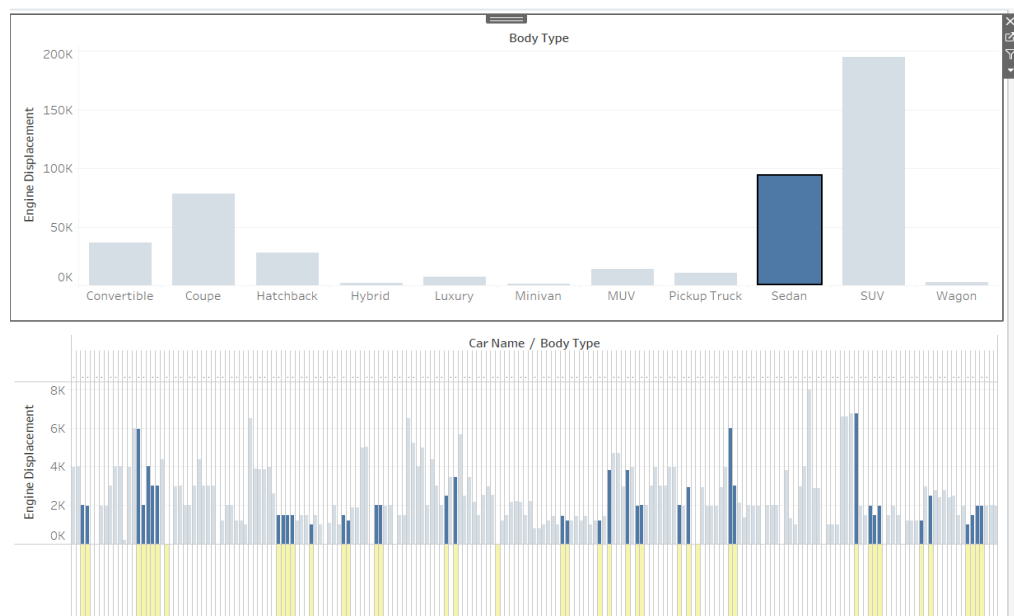 Body Type
200K
150K
100K
50K
0K
Engine Displacement
Convertible Coupe Hatchback Hybrid Luxury Minivan MUV Pickup Truck Sedan SUV Wagon
Car Name / Body Type
8K
6K
4K
2K
0K
Engine Displacement